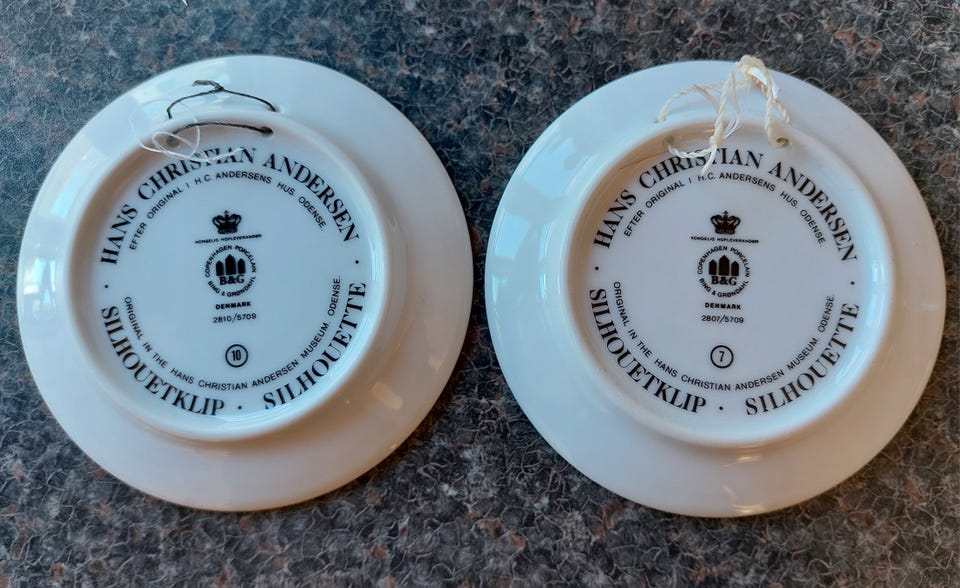 HANS CHRISTIAN ANDERSEN
EFTER ORIGINAL I H.C. ANDERSENS HUS. ODENSE.
KONGELIG HOFLEVERANDØR
COPENHAGEN PORCELAIN
B&G
BING & GRØNDAHL
DENMARK
2810/5709
10
ORIGINAL IN THE HANS CHRISTIAN ANDERSEN MUSEUM. ODENSE.
· SILHOUETKLIP · SILHOUETTE ·
HANS CHRISTIAN ANDERSEN
EFTER ORIGINAL I H.C. ANDERSENS HUS. ODENSE.
KONGELIG HOFLEVERANDØR
COPENHAGEN PORCELAIN
B&G
BING & GRØNDAHL
DENMARK
2807/5709
7
ORIGINAL IN THE HANS CHRISTIAN ANDERSEN MUSEUM. ODENSE.
· SILHOUETKLIP · SILHOUETTE ·